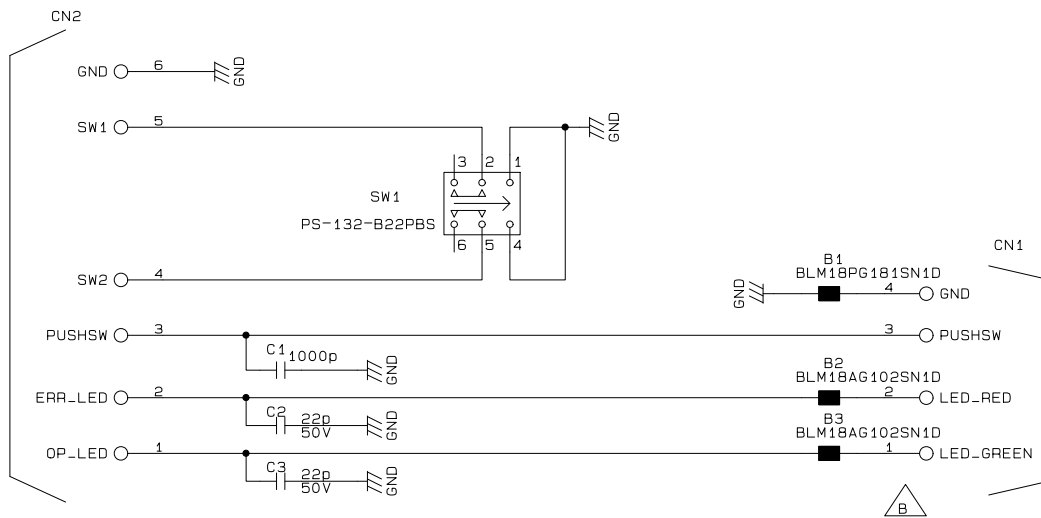 CN2
GND 6 GND
SW1 5 GND
3 2 1
SW1
PS-132-B22PBS
6 5 4
CN1
SW2 4
B1
BLM18PG181SN1D
GND 4 GND
PUSHSW 3 3 PUSHSW
C1 1000p GND
B2
BLM18AG102SN1D
ERR_LED 2 2 LED_RED
C2 22p 50V GND
B3
BLM18AG102SN1D
OP_LED 1 1 LED_GREEN
C3 22p 50V GND
B